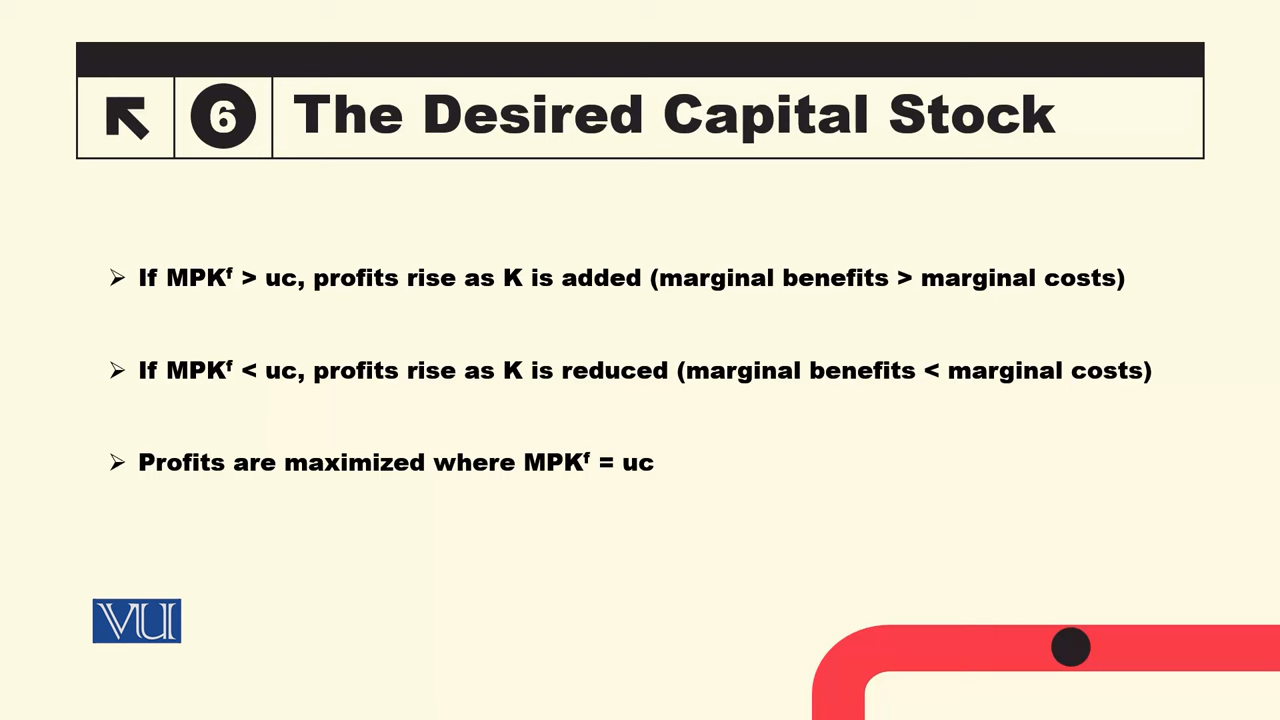 6 The Desired Capital Stock
➢ If MPKᶠ > uc, profits rise as K is added (marginal benefits > marginal costs)
➢ If MPKᶠ < uc, profits rise as K is reduced (marginal benefits < marginal costs)
➢ Profits are maximized where MPKᶠ = uc
VU